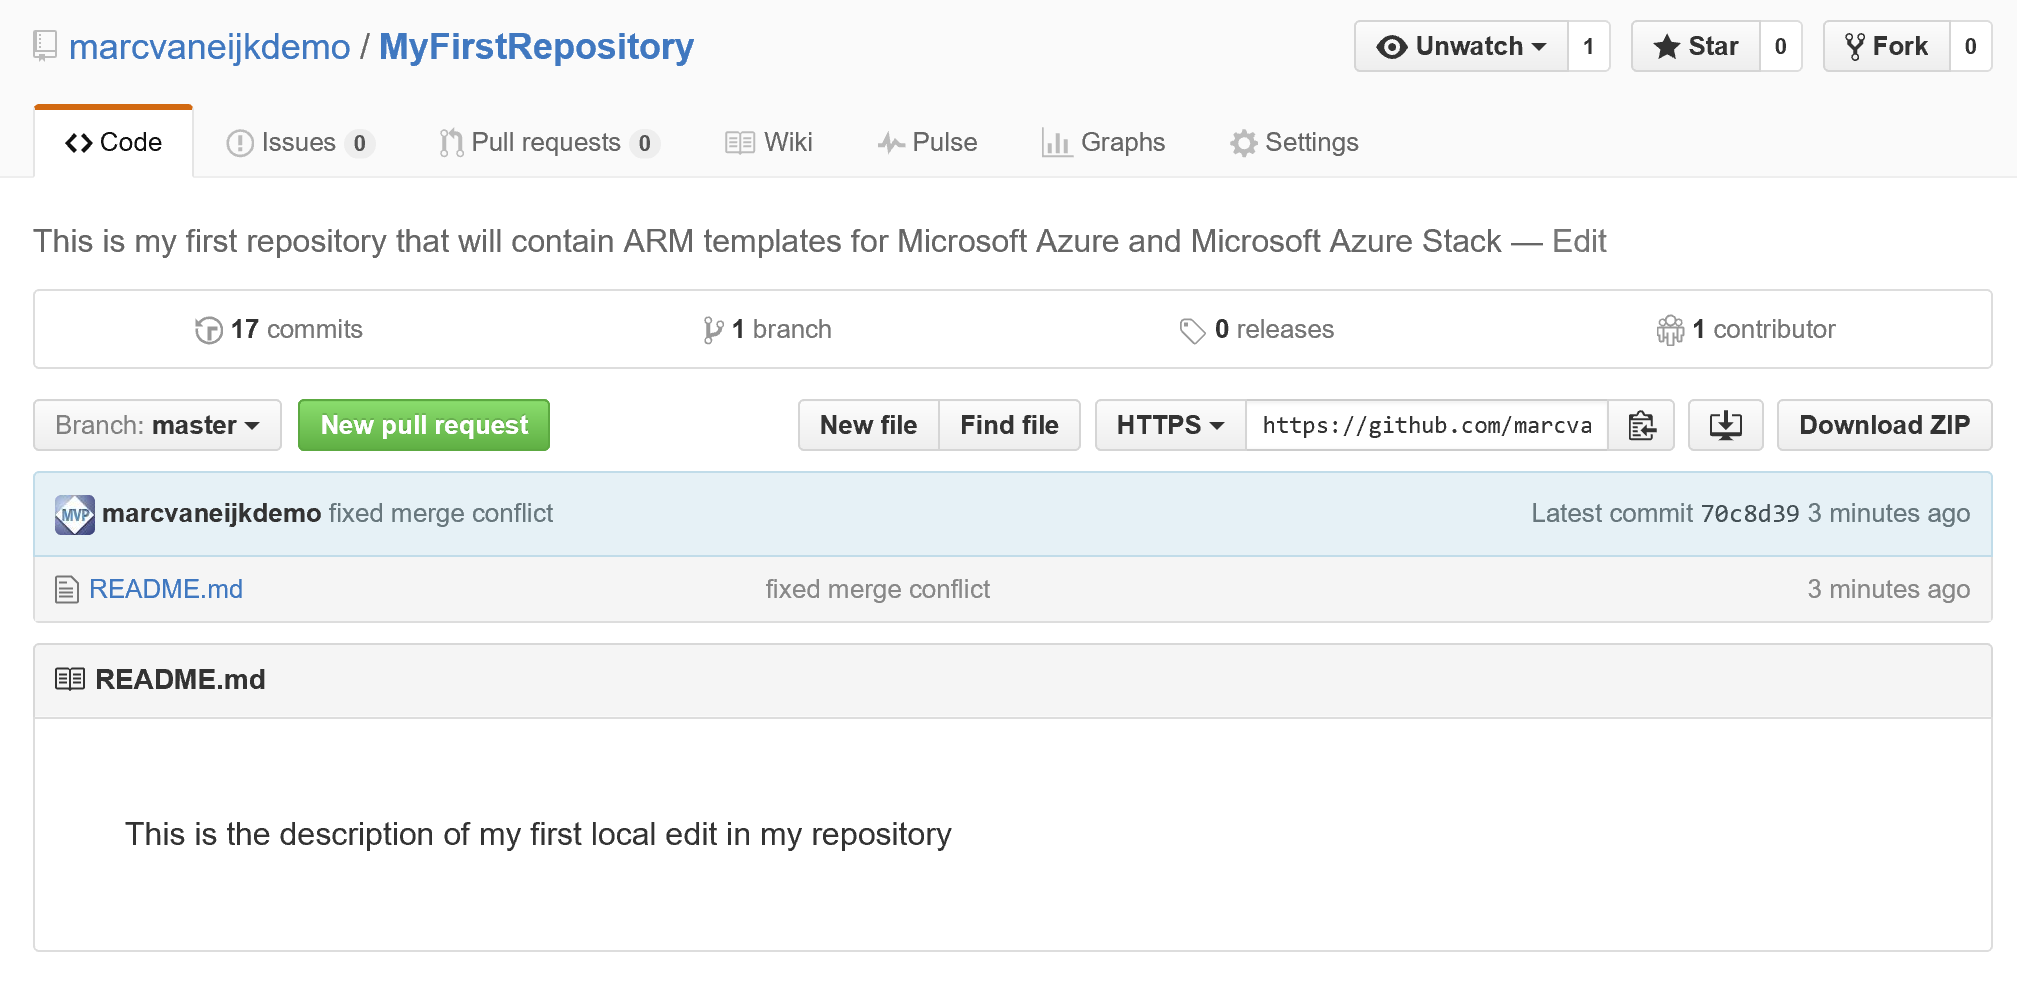 marcvaneijkdemo / MyFirstRepository
Unwatch 1 Star 0 Fork 0
Code Issues 0 Pull requests 0 Wiki Pulse Graphs Settings
This is my first repository that will contain ARM templates for Microsoft Azure and Microsoft Azure Stack — Edit
17 commits 1 branch 0 releases 1 contributor
Branch: master New pull request New file Find file HTTPS https://github.com/marcva Download ZIP
MVP marcvaneijkdemo fixed merge conflict Latest commit 70c8d39 3 minutes ago
README.md fixed merge conflict 3 minutes ago
README.md
This is the description of my first local edit in my repository